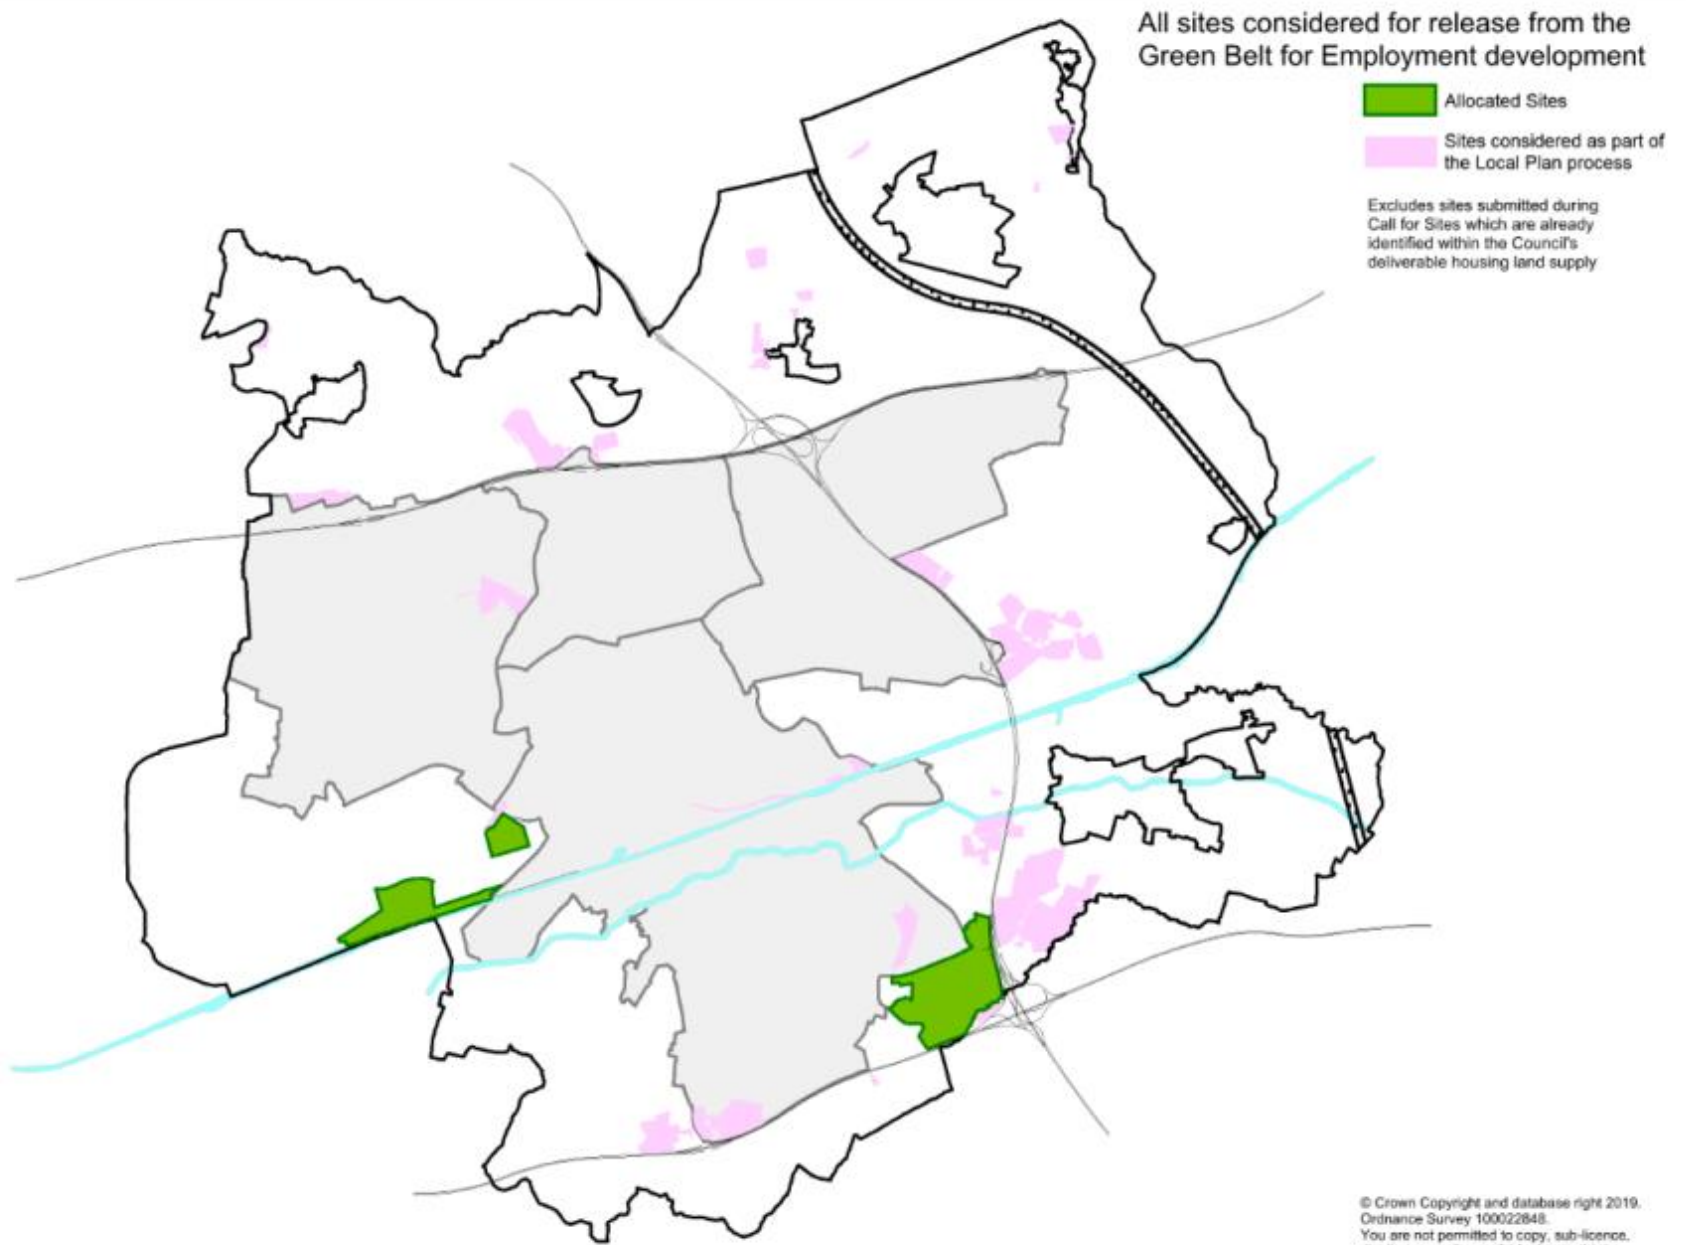 All sites considered for release from the
Green Belt for Employment development
Allocated Sites
Sites considered as part of
the Local Plan process
Excludes sites submitted during
Call for Sites which are already
identified within the Council's
deliverable housing land supply
© Crown Copyright and database right 2019.
Ordnance Survey 100022848.
You are not permitted to copy, sub-licence,